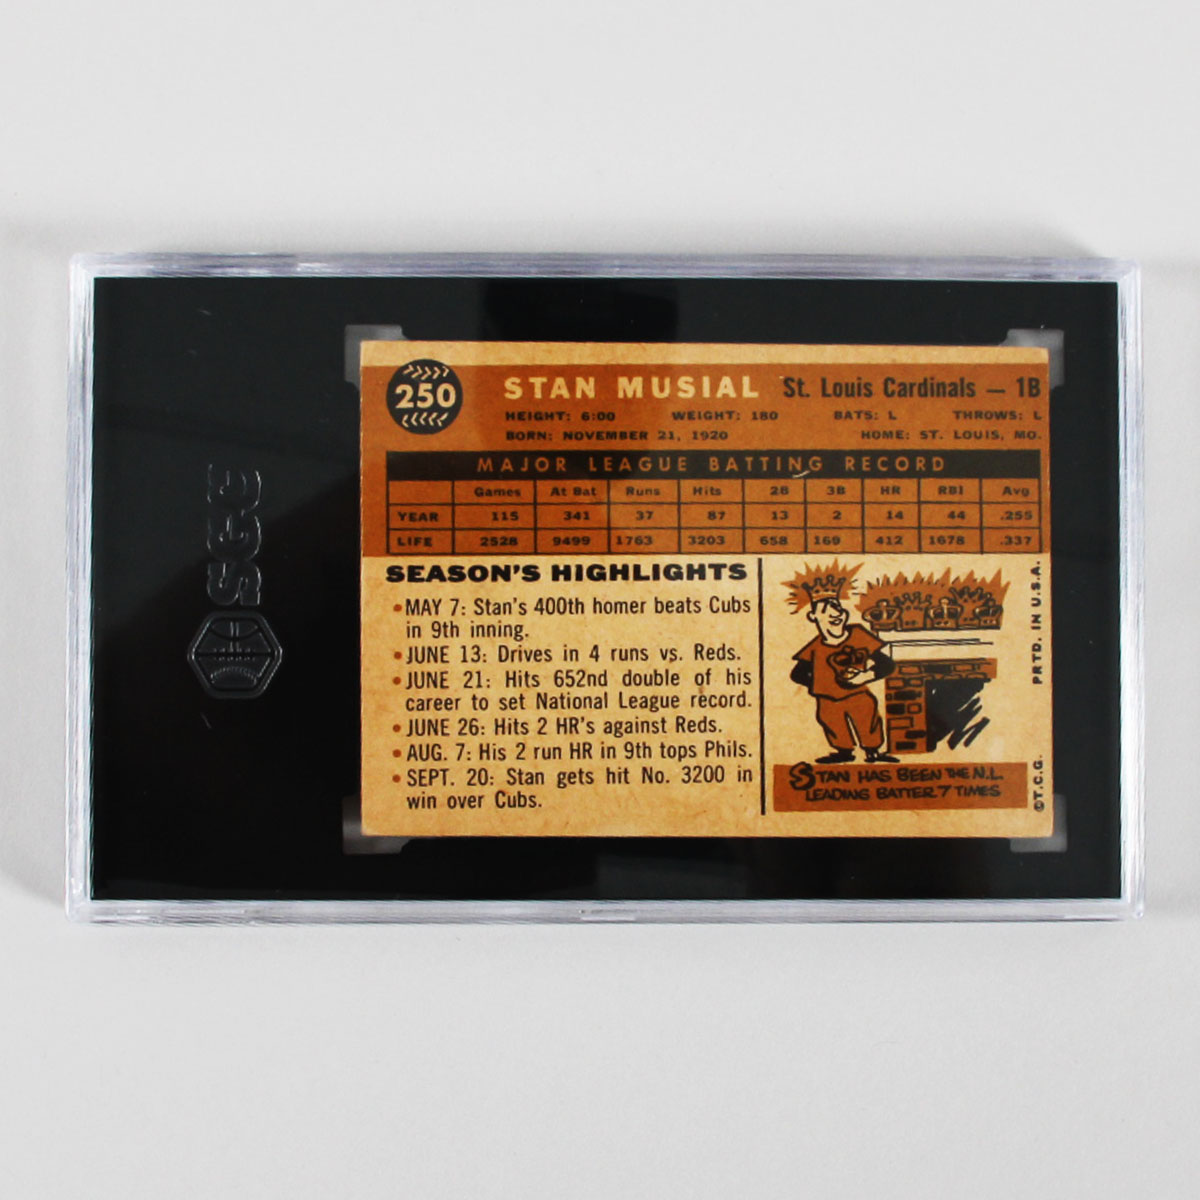 SGC
250
STAN MUSIAL St. Louis Cardinals — 1B
HEIGHT: 6:00 WEIGHT: 180 BATS: L THROWS: L
BORN: NOVEMBER 21, 1920 HOME: ST. LOUIS, MO.
MAJOR LEAGUE BATTING RECORD
Games At Bat Runs Hits 2B 3B HR RBI Avg
YEAR 115 341 37 87 13 2 14 44 .255
LIFE 2528 9499 1763 3203 658 169 412 1678 .337
SEASON'S HIGHLIGHTS
• MAY 7: Stan's 400th homer beats Cubs
in 9th inning.
• JUNE 13: Drives in 4 runs vs. Reds.
• JUNE 21: Hits 652nd double of his
career to set National League record.
• JUNE 26: Hits 2 HR's against Reds.
• AUG. 7: His 2 run HR in 9th tops Phils.
• SEPT. 20: Stan gets hit No. 3200 in
win over Cubs.
STAN HAS BEEN THE N.L.
LEADING BATTER 7 TIMES
©T.C.G. PRTD. IN U.S.A.